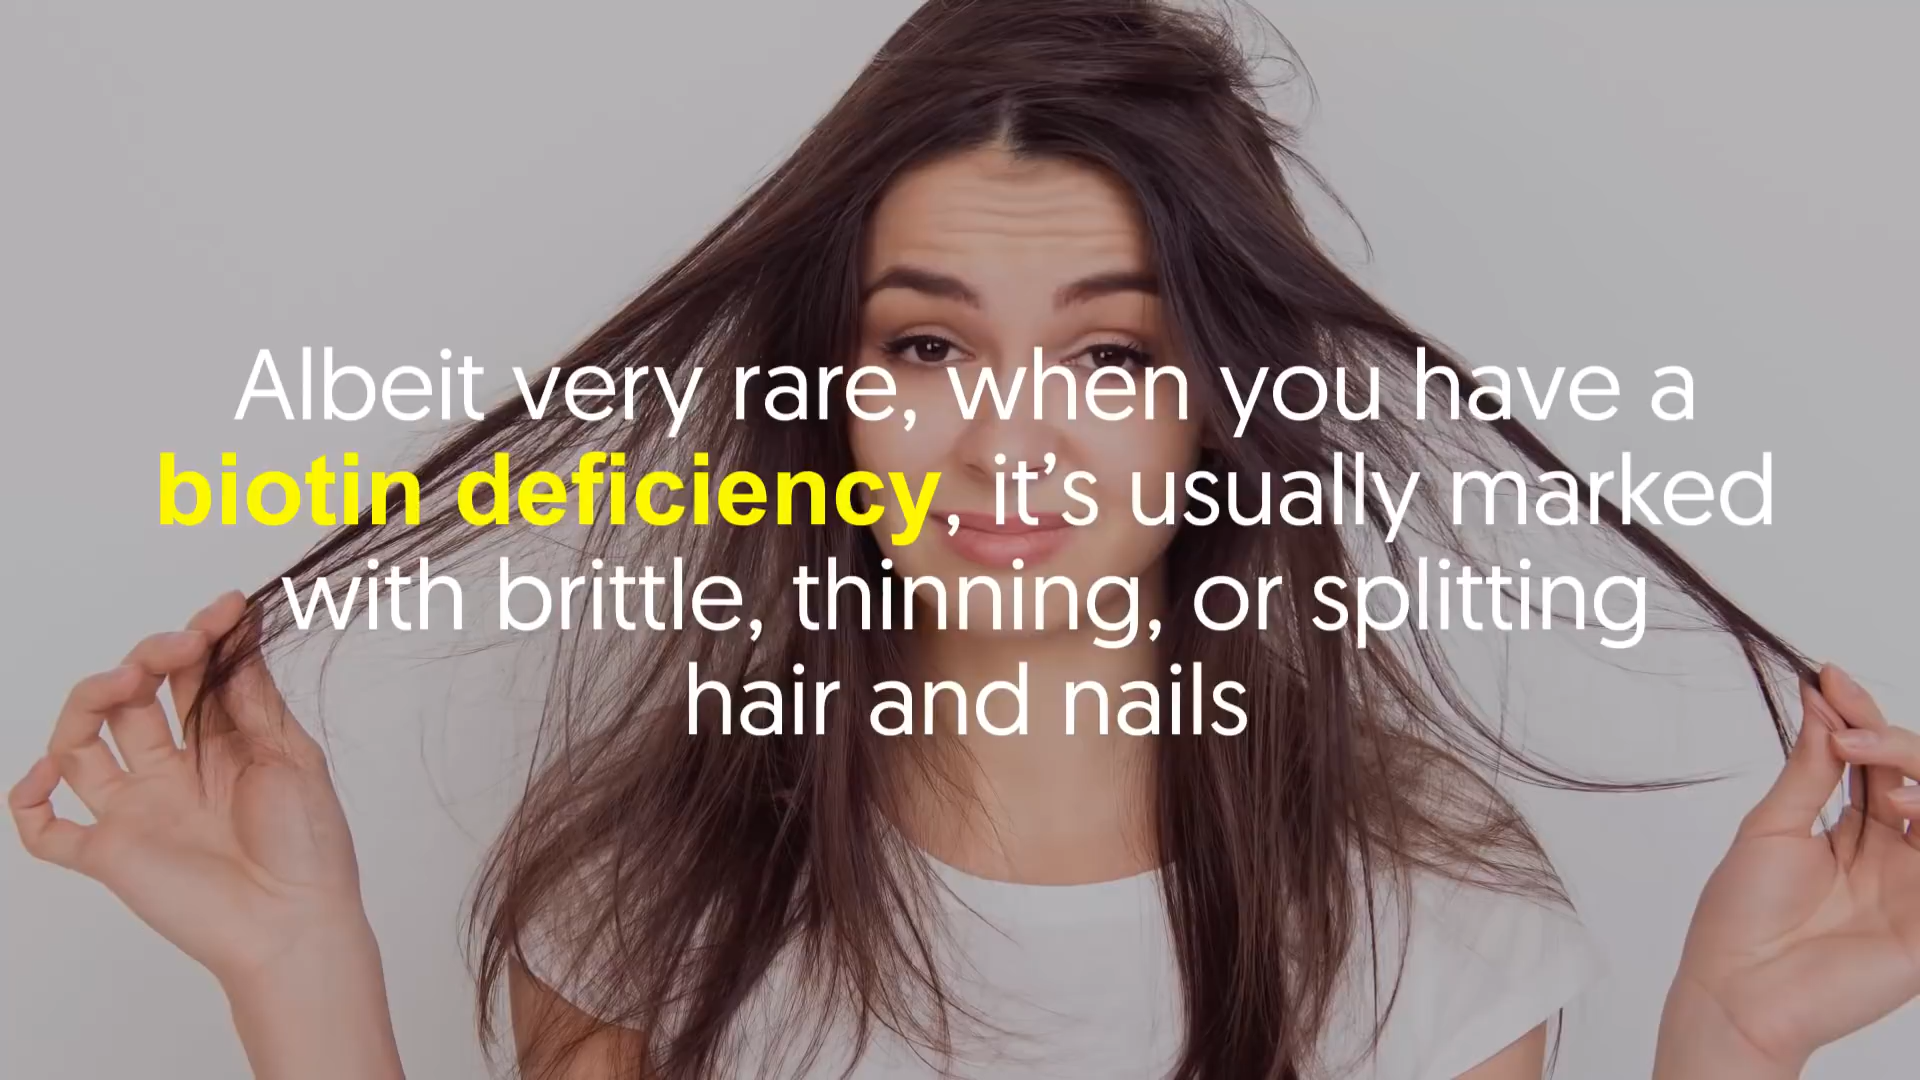 Albeit very rare, when you have a
biotin deficiency, it’s usually marked
with brittle, thinning, or splitting
hair and nails